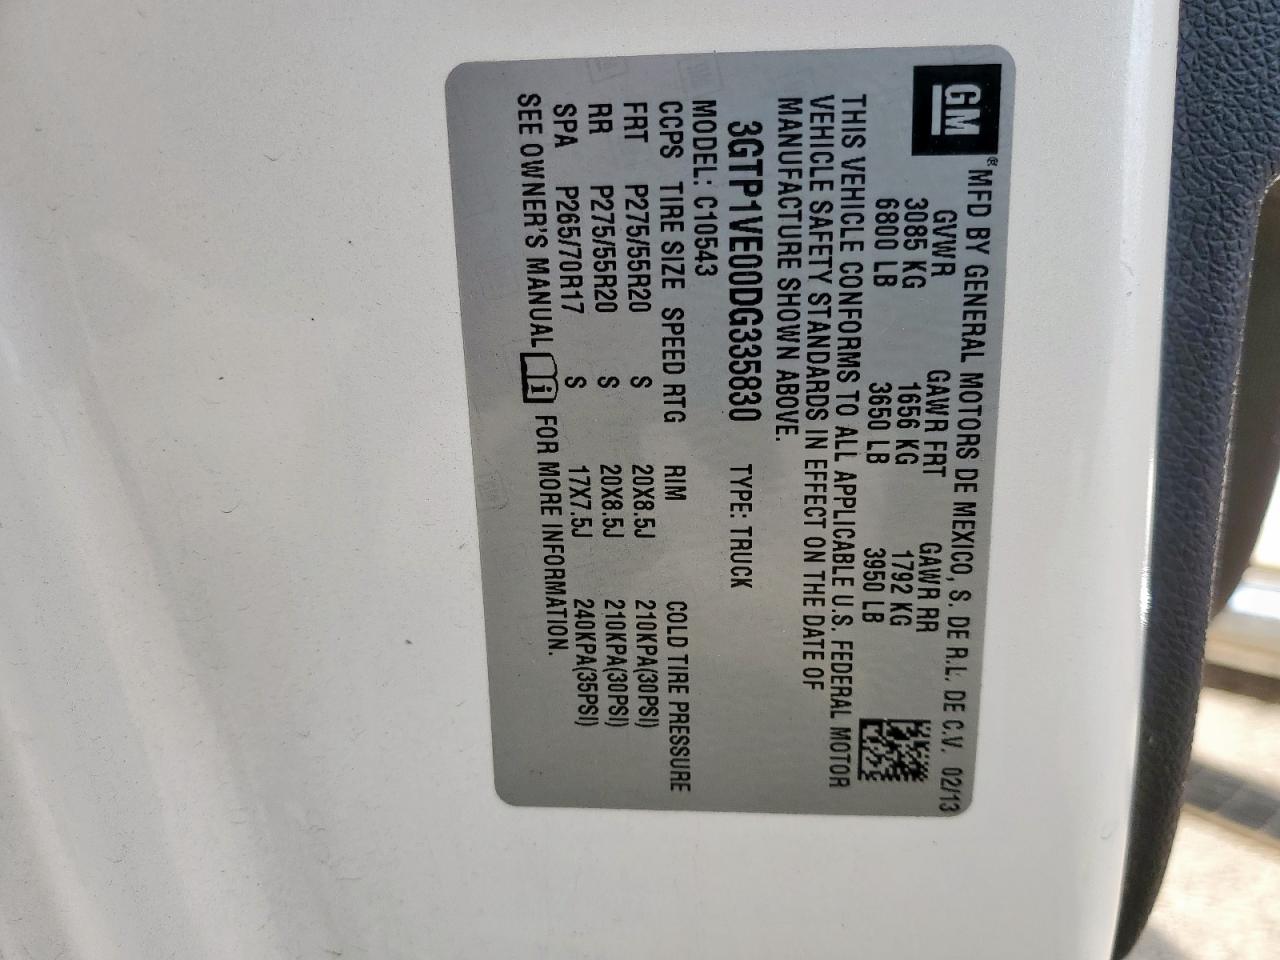 GM
® MFD BY GENERAL MOTORS DE MEXICO, S. DE R.L. DE C.V. 02/13
GVWR GAWR FRT GAWR RR
3085 KG 1656 KG 1792 KG
6800 LB 3650 LB 3950 LB
THIS VEHICLE CONFORMS TO ALL APPLICABLE U.S. FEDERAL MOTOR
VEHICLE SAFETY STANDARDS IN EFFECT ON THE DATE OF
MANUFACTURE SHOWN ABOVE.
3GTP1VE00DG335830 TYPE: TRUCK
MODEL: C10543
CCPS TIRE SIZE SPEED RTG RIM COLD TIRE PRESSURE
FRT P275/55R20 S 20X8.5J 210KPA(30PSI)
RR P275/55R20 S 20X8.5J 210KPA(30PSI)
SPA P265/70R17 S 17X7.5J 240KPA(35PSI)
SEE OWNER'S MANUAL i FOR MORE INFORMATION.